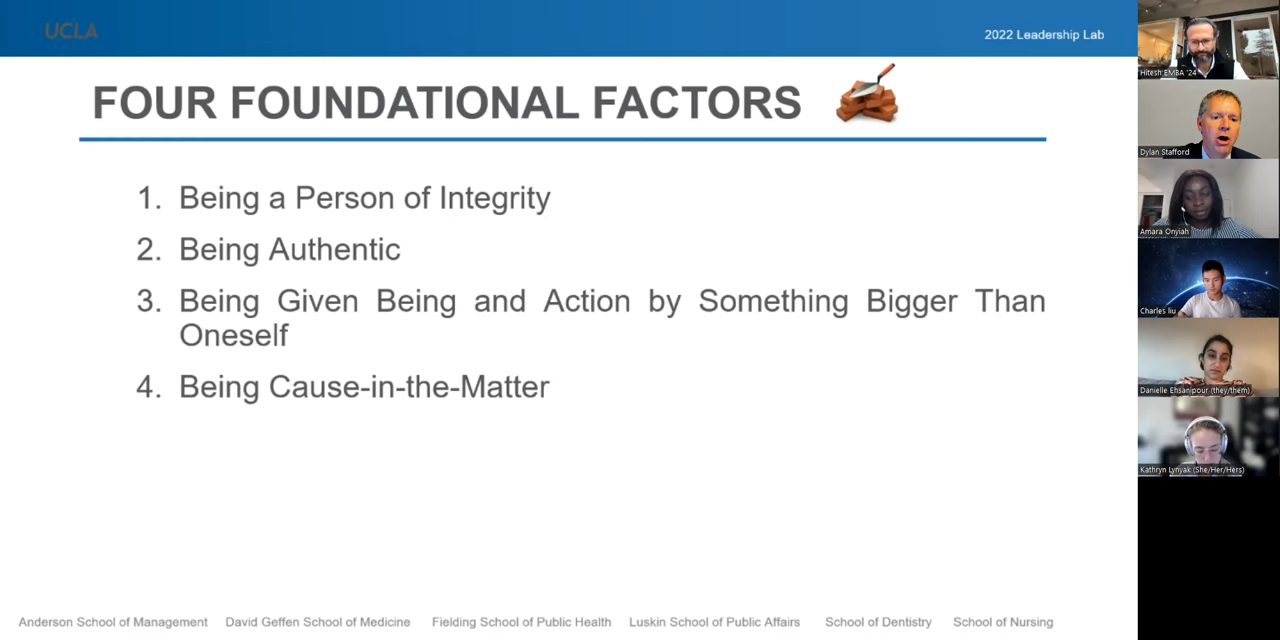 UCLA
2022 Leadership Lab
FOUR FOUNDATIONAL FACTORS
1. Being a Person of Integrity
2. Being Authentic
3. Being Given Being and Action by Something Bigger Than
Oneself
4. Being Cause-in-the-Matter
Anderson School of Management David Geffen School of Medicine Fielding School of Public Health Luskin School of Public Affairs School of Dentistry School of Nursing
Hitesh EMBA '24
Dylan Stafford
Amara Onyiah
Charles liu
Danielle Ehsanipour (they/them)
Kathryn Lynyak (She/Her/Hers)